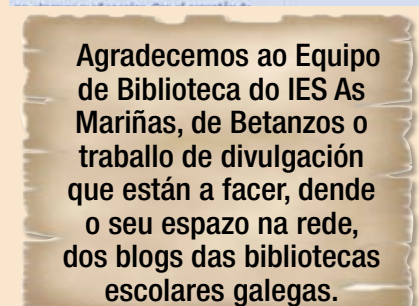 Agradecemos ao Equipo
de Biblioteca do IES As
Mariñas, de Betanzos o
traballo de divulgación
que están a facer, dende
o seu espazo na rede,
dos blogs das bibliotecas
escolares galegas.